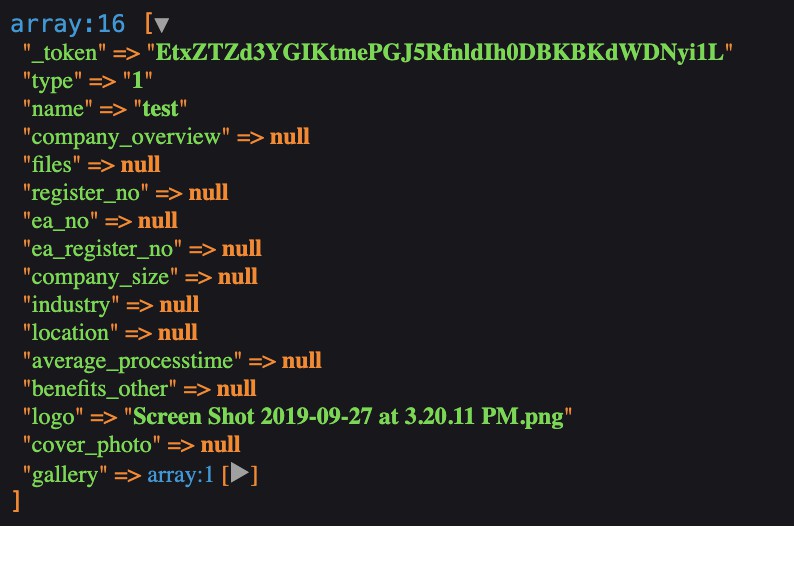 array:16 [▼
"_token" => "EtxZTZd3YGIKtmePGJ5RfnldIh0DBKBKdWDNyi1L"
"type" => "1"
"name" => "test"
"company_overview" => null
"files" => null
"register_no" => null
"ea_no" => null
"ea_register_no" => null
"company_size" => null
"industry" => null
"location" => null
"average_processtime" => null
"benefits_other" => null
"logo" => "Screen Shot 2019-09-27 at 3.20.11 PM.png"
"cover_photo" => null
"gallery" => array:1 [▶]
]